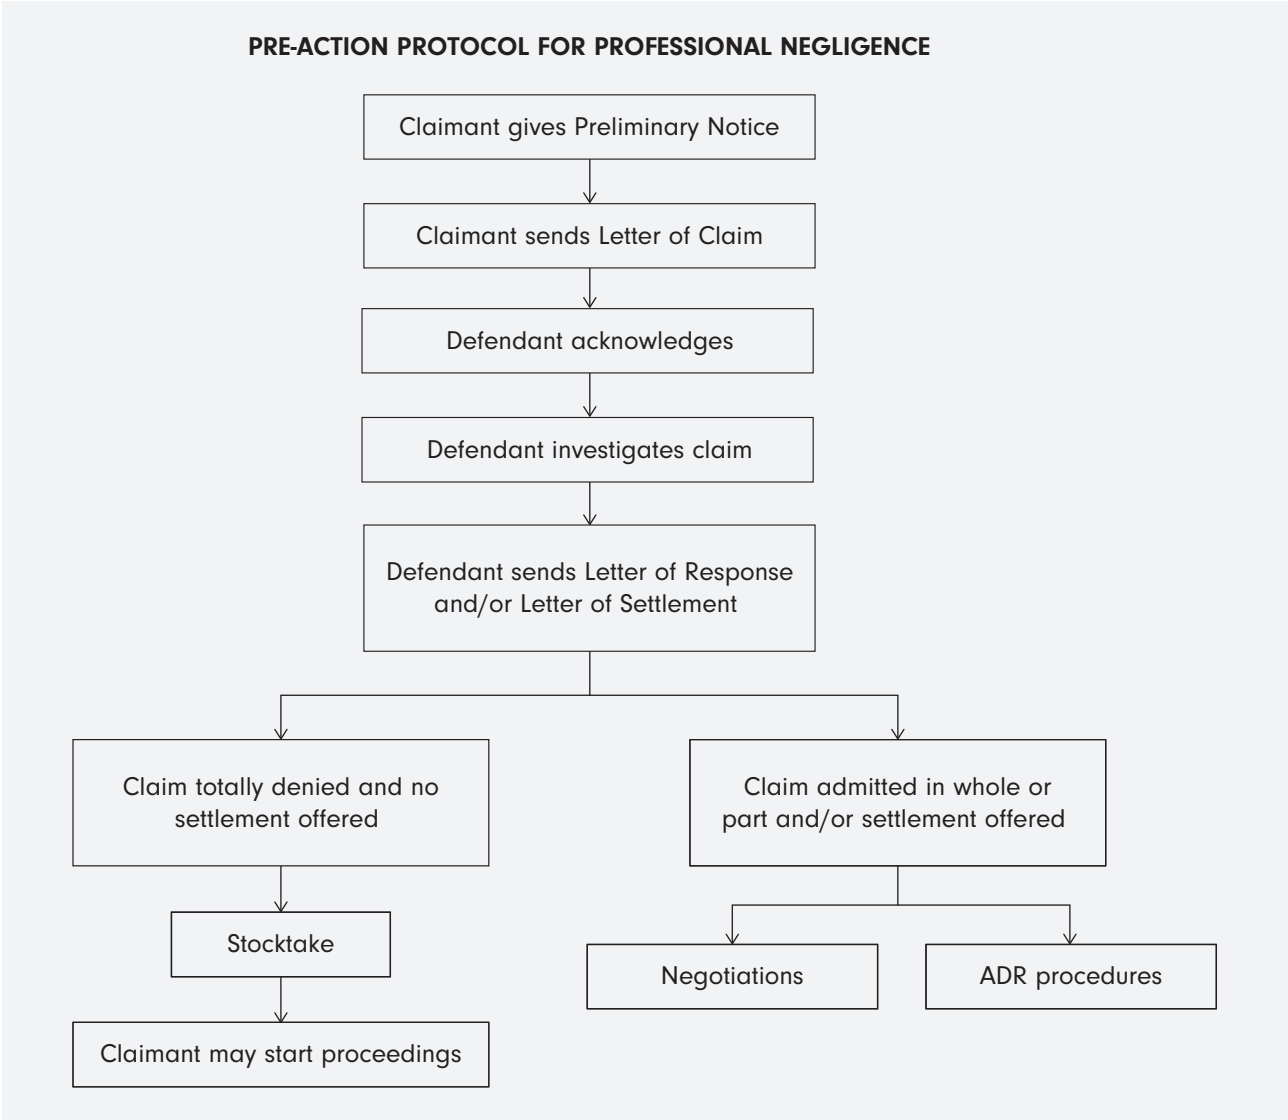 PRE-ACTION PROTOCOL FOR PROFESSIONAL NEGLIGENCE
Claimant gives Preliminary Notice
Claimant sends Letter of Claim
Defendant acknowledges
Defendant investigates claim
Defendant sends Letter of Response
and/or Letter of Settlement
Claim totally denied and no
settlement offered
Claim admitted in whole or
part and/or settlement offered
Stocktake
Negotiations
ADR procedures
Claimant may start proceedings